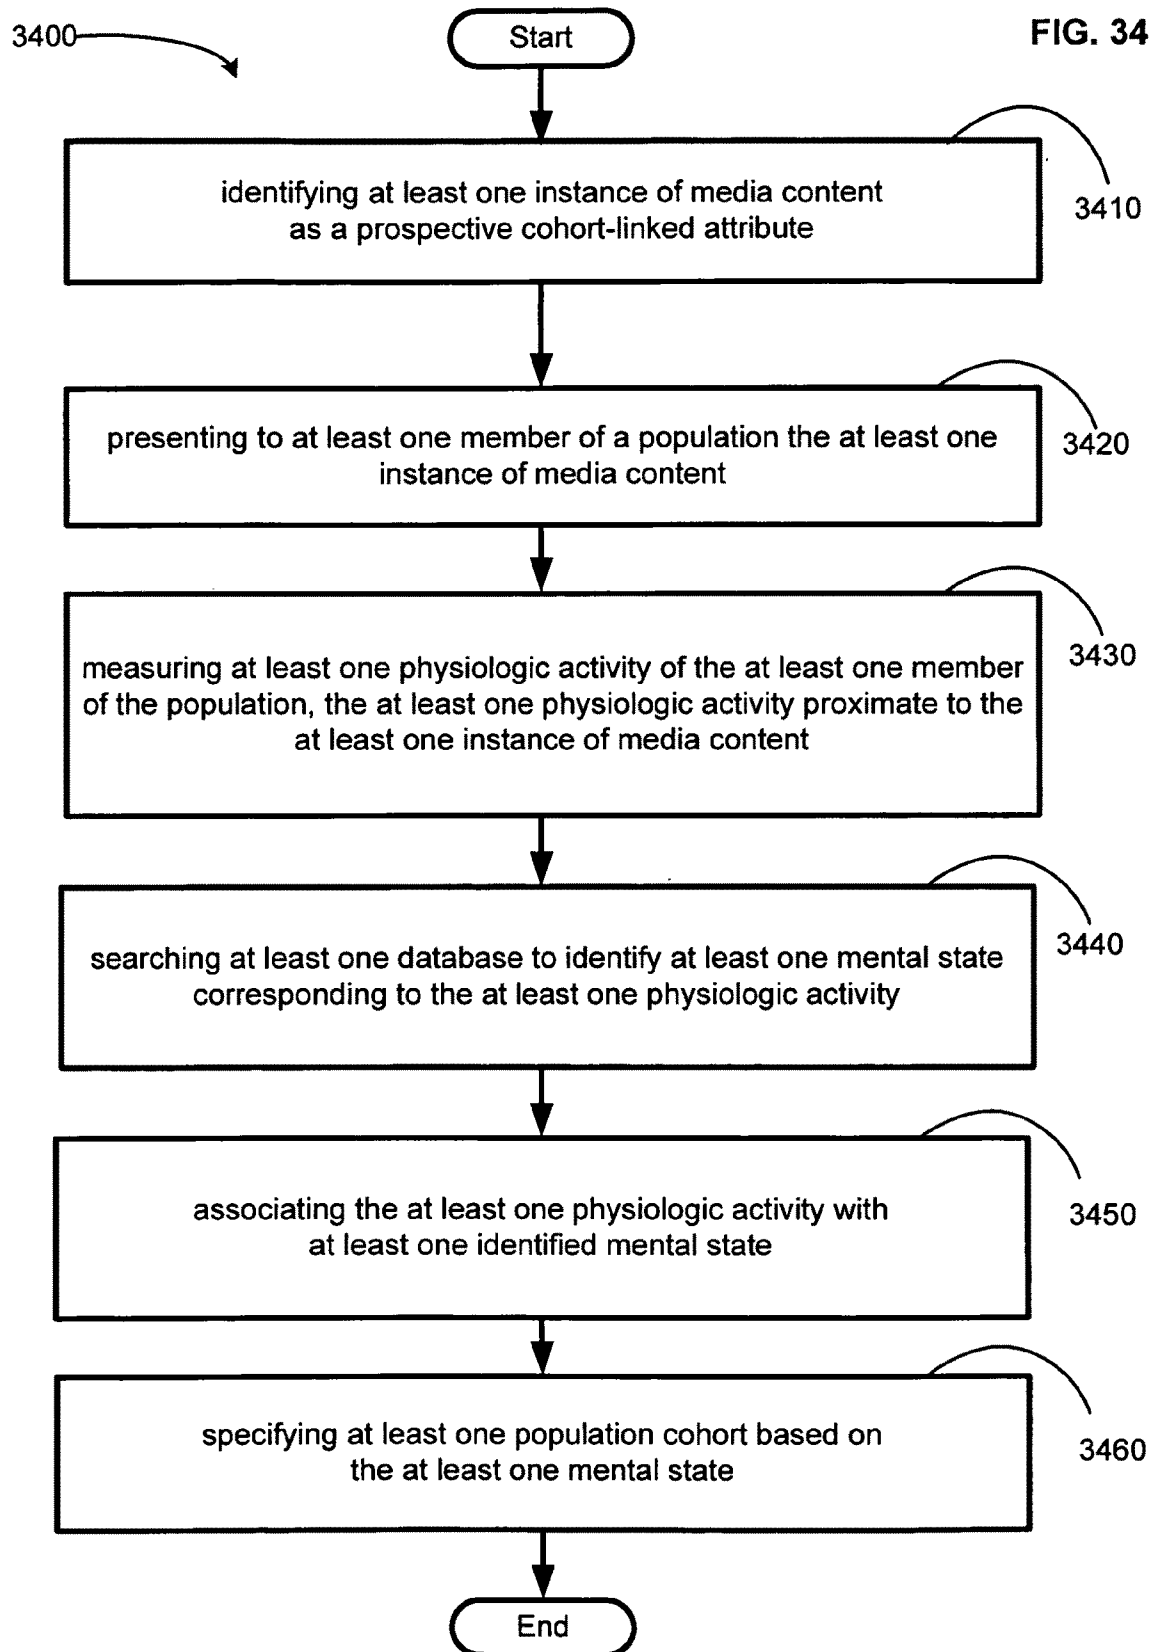 3400
Start
FIG. 34
identifying at least one instance of media content
as a prospective cohort-linked attribute
3410
presenting to at least one member of a population the at least one
instance of media content
3420
measuring at least one physiologic activity of the at least one member
of the population, the at least one physiologic activity proximate to the
at least one instance of media content
3430
searching at least one database to identify at least one mental state
corresponding to the at least one physiologic activity
3440
associating the at least one physiologic activity with
at least one identified mental state
3450
specifying at least one population cohort based on
the at least one mental state
3460
End